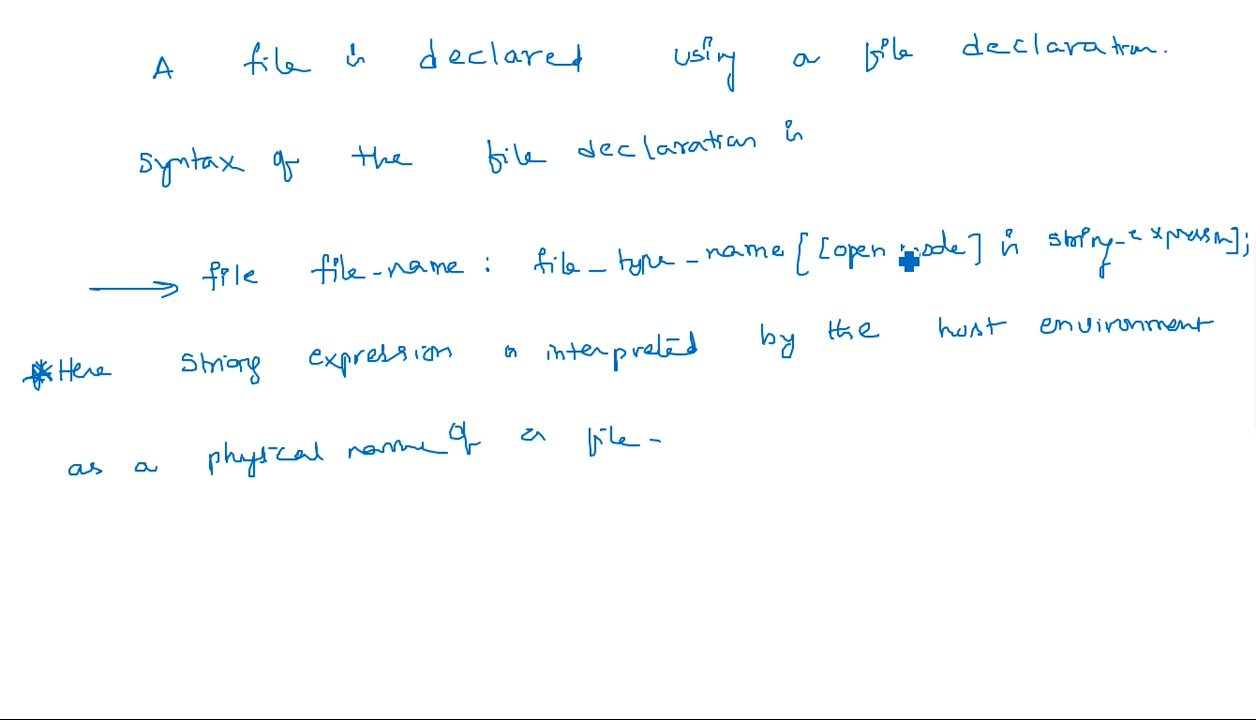 A file is declared using a file declaration.
Syntax of the file declaration is
→ file file-name : file_type_name [[open mode] is string-expression];
* Here string expression is interpreted by the host environment
as a physical name of a file -